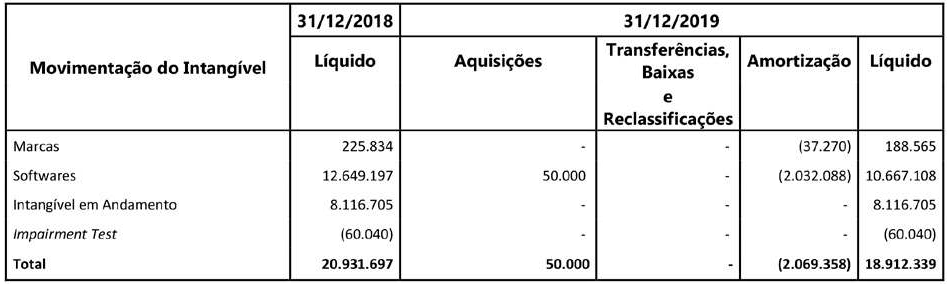 31/12/2018 31/12/2019
Movimentação do Intangível Líquido Aquisições Transferências, Baixas e Reclassificações Amortização Líquido
Marcas 225.834 - - (37.270) 188.565
Softwares 12.649.197 50.000 - (2.032.088) 10.667.108
Intangível em Andamento 8.116.705 - - - 8.116.705
Impairment Test (60.040) - - - (60.040)
Total 20.931.697 50.000 - (2.069.358) 18.912.339